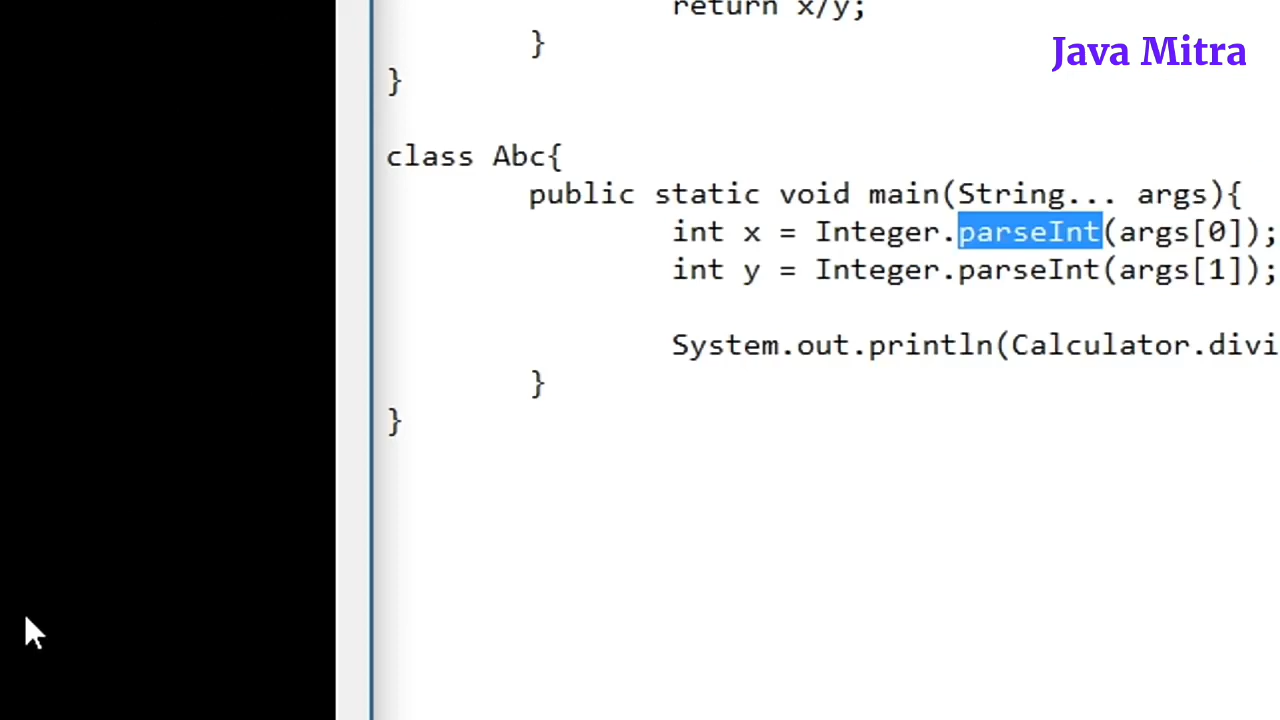 return x/y;
Java Mitra
}
}
class Abc{
public static void main(String... args){
int x = Integer.parseInt(args[0]);
int y = Integer.parseInt(args[1]);
System.out.println(Calculator.divi
}
}